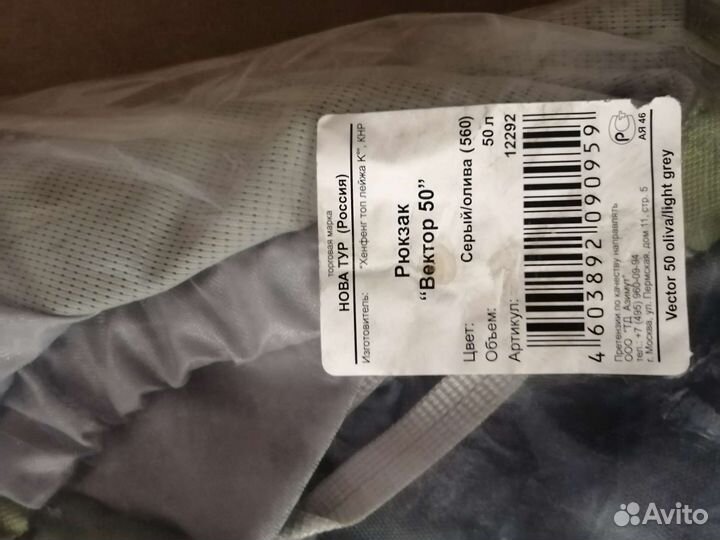 торговая марка
НОВА ТУР (Россия)
Изготовитель: "Хенфенг топ лейжа К°", КНР
Рюкзак
"Вектор 50"
Цвет: Серый/олива (560)
Объем: 50 л
Артикул: 12292
4 603892 090959
Претензии по качеству направлять
ООО "ТД Азимут"
тел.: +7 (495) 960-09-94
г. Москва, ул. Пермская, дом 11, стр. 5
Vector 50 oliva/light grey
РС
АЯ 46
Avito